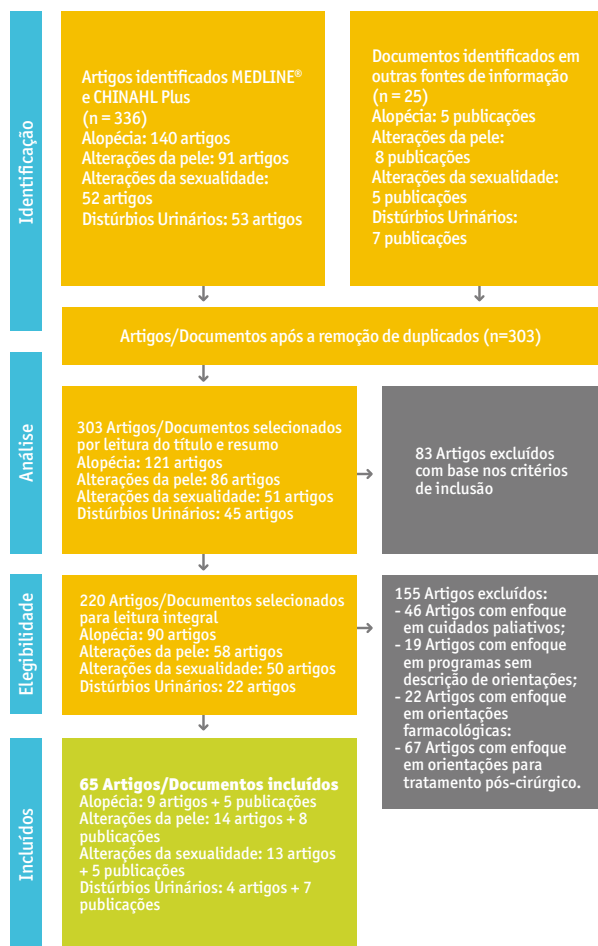 Identificação
Artigos identificados MEDLINE®
e CHINAHL Plus
(n = 336)
Alopécia: 140 artigos
Alterações da pele: 91 artigos
Alterações da sexualidade:
52 artigos
Distúrbios Urinários: 53 artigos
Documentos identificados em
outras fontes de informação
(n = 25)
Alopécia: 5 publicações
Alterações da pele:
8 publicações
Alterações da sexualidade:
5 publicações
Distúrbios Urinários:
7 publicações
Artigos/Documentos após a remoção de duplicados (n=303)
Análise
303 Artigos/Documentos selecionados
por leitura do título e resumo
Alopécia: 121 artigos
Alterações da pele: 86 artigos
Alterações da sexualidade: 51 artigos
Distúrbios Urinários: 45 artigos
83 Artigos excluídos
com base nos critérios
de inclusão
Elegibilidade
220 Artigos/Documentos selecionados
para leitura integral
Alopécia: 90 artigos
Alterações da pele: 58 artigos
Alterações da sexualidade: 50 artigos
Distúrbios Urinários: 22 artigos
155 Artigos excluídos:
- 46 Artigos com enfoque
em cuidados paliativos;
- 19 Artigos com enfoque
em programas sem
descrição de orientações;
- 22 Artigos com enfoque
em orientações
farmacológicas:
- 67 Artigos com enfoque
em orientações para
tratamento pós-cirúrgico.
Incluídos
65 Artigos/Documentos incluídos
Alopécia: 9 artigos + 5 publicações
Alterações da pele: 14 artigos + 8
publicações
Alterações da sexualidade: 13 artigos
+ 5 publicações
Distúrbios Urinários: 4 artigos + 7
publicações